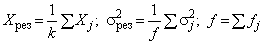 X_рез = 1/k ∑ X_j; σ²_рез = 1/f ∑ σ²_j; f = ∑ f_j